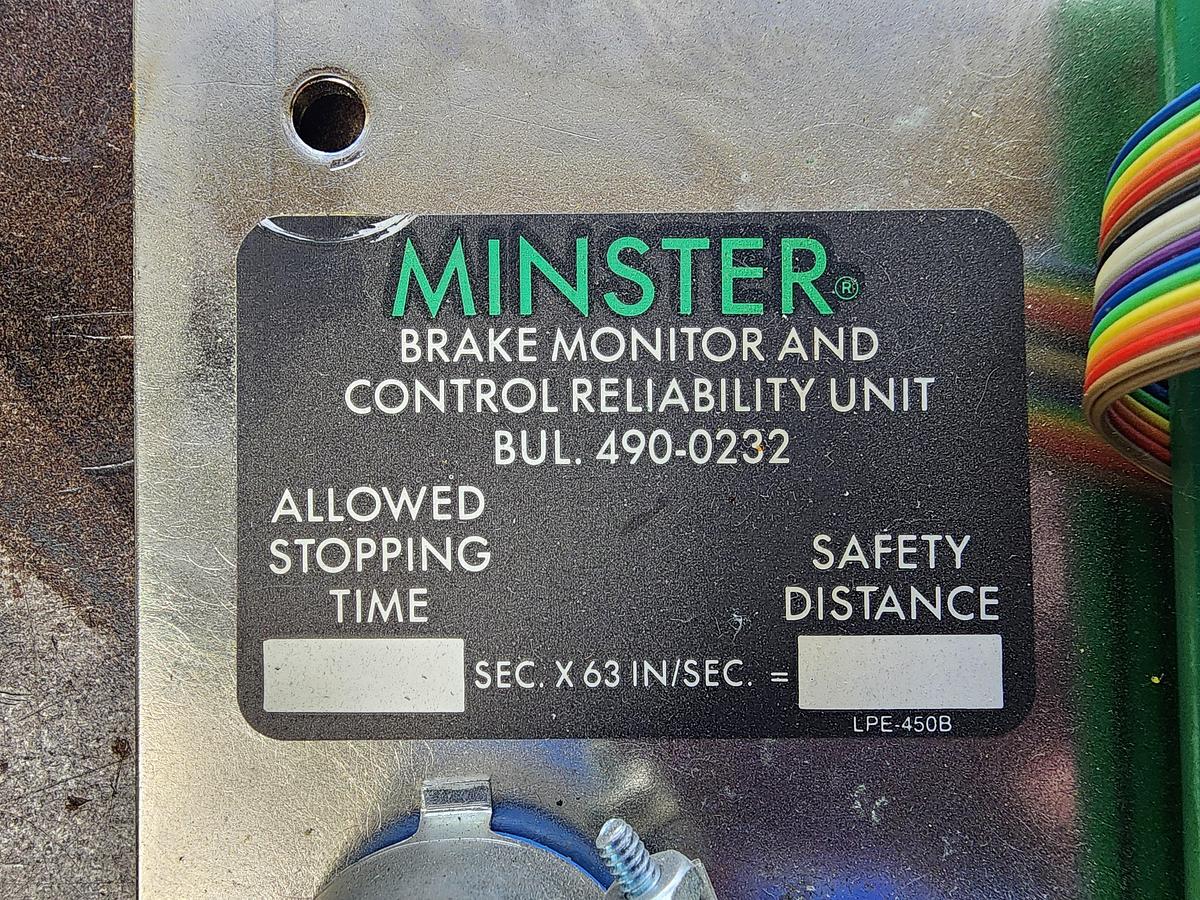 MINSTER®
BRAKE MONITOR AND
CONTROL RELIABILITY UNIT
BUL. 490-0232
ALLOWED
STOPPING
TIME
SAFETY
DISTANCE
SEC. X 63 IN/SEC. =
LPE-450B